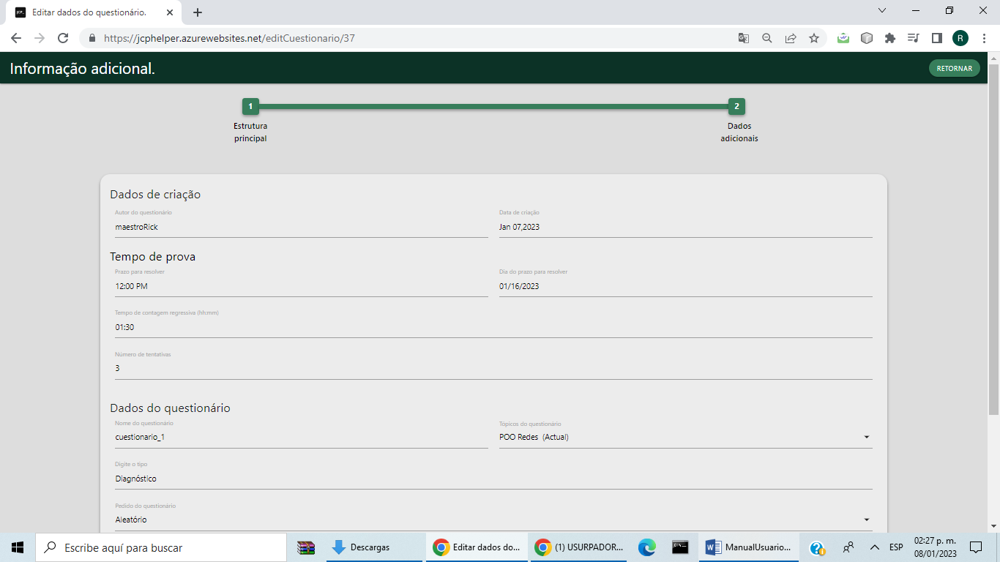 JCP_
Editar dados do questionário.
https://jcphelper.azurewebsites.net/editCuestionario/37
R
Informação adicional.
RETORNAR
1
2
Estrutura
principal
Dados
adicionais
Dados de criação
Autor do questionário
Data de criação
maestroRick
Jan 07,2023
Tempo de prova
Prazo para resolver
Dia do prazo para resolver
12:00 PM
01/16/2023
Tempo de contagem regressiva (hh:mm)
01:30
Número de tentativas
3
Dados do questionário
Nome do questionário
Tópicos do questionário
cuestionario_1
POO Redes (Actual)
Digite o tipo
Diagnóstico
Pedido do questionário
Aleatório
Escribe aquí para buscar
Descargas
Editar dados do...
(1) USURPADOR...
ManualUsuario...
ESP
02:27 p. m.
08/01/2023